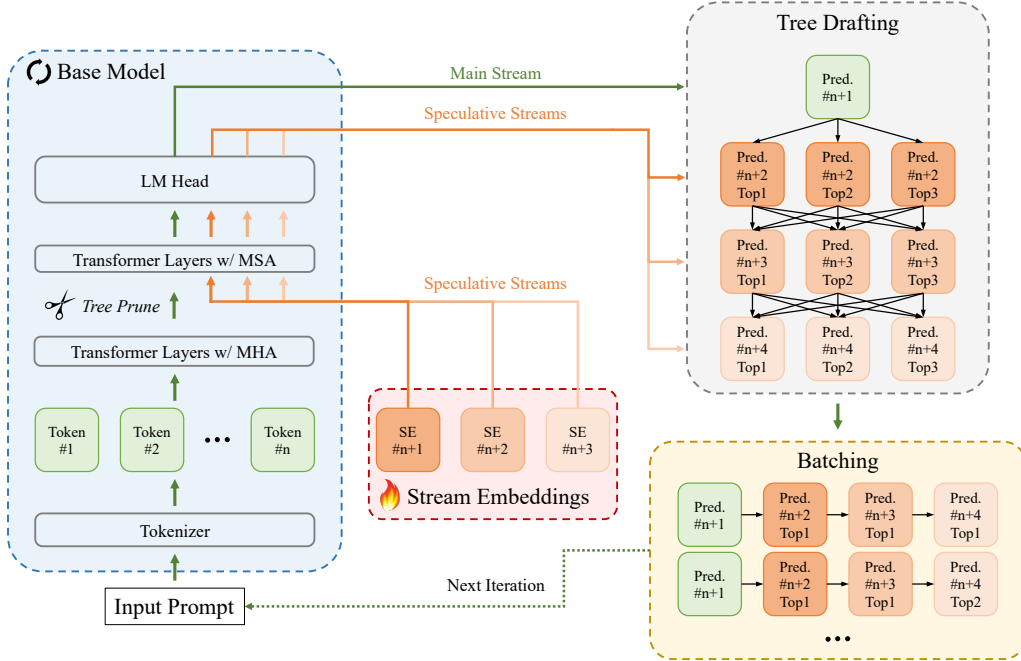 Base Model
Main Stream
Speculative Streams
LM Head
Transformer Layers w/ MSA
Tree Prune
Speculative Streams
Transformer Layers w/ MHA
Token
#1
Token
#2
...
Token
#n
Tokenizer
Input Prompt
SE
#n+1
SE
#n+2
SE
#n+3
Stream Embeddings
Tree Drafting
Pred.
#n+1
Pred.
#n+2
Top1
Pred.
#n+2
Top2
Pred.
#n+2
Top3
Pred.
#n+3
Top1
Pred.
#n+3
Top2
Pred.
#n+3
Top3
Pred.
#n+4
Top1
Pred.
#n+4
Top2
Pred.
#n+4
Top3
Batching
Pred.
#n+1
Pred.
#n+2
Top1
Pred.
#n+3
Top1
Pred.
#n+4
Top1
Pred.
#n+1
Pred.
#n+2
Top1
Pred.
#n+3
Top1
Pred.
#n+4
Top2
...
Next Iteration